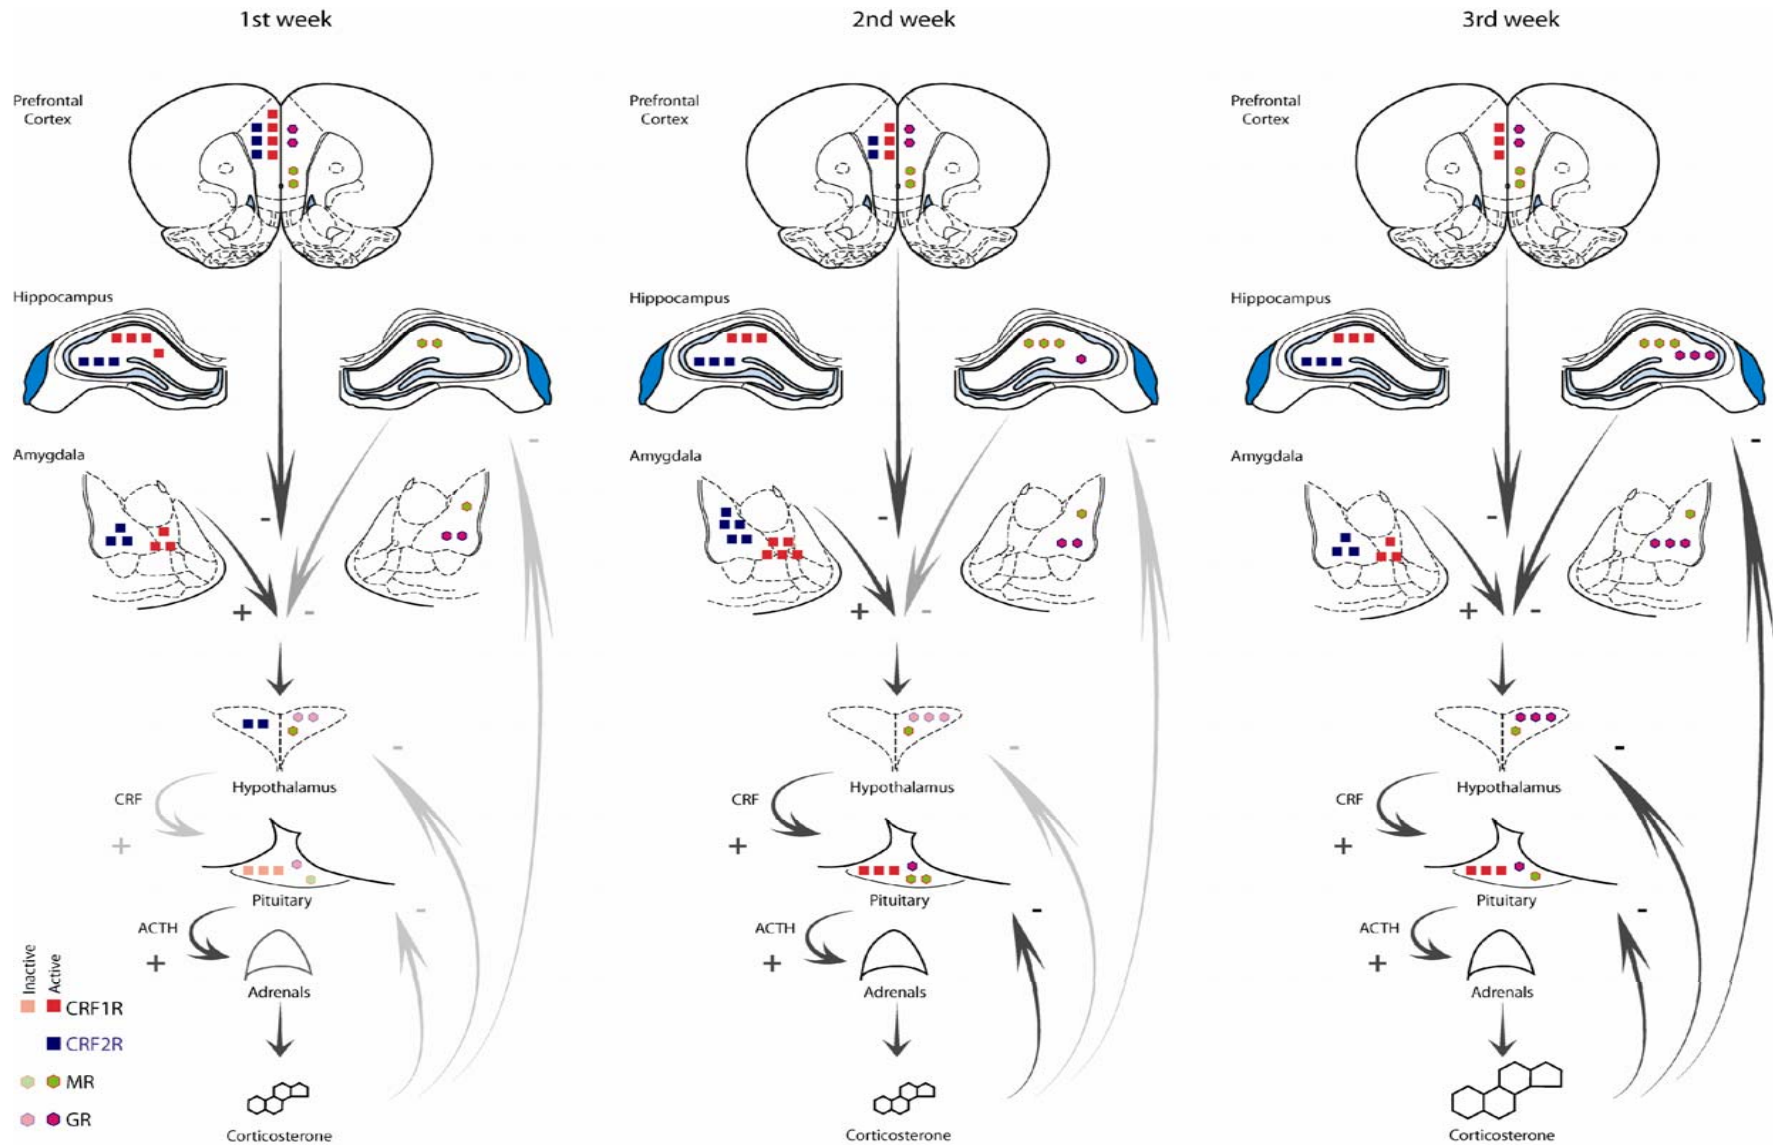 1st week
2nd week
3rd week
Prefrontal
Cortex
Prefrontal
Cortex
Prefrontal
Cortex
Hippocampus
Hippocampus
Hippocampus
-
-
-
Amygdala
Amygdala
Amygdala
-
-
-
+
-
+
-
+
-
-
-
-
Hypothalamus
Hypothalamus
Hypothalamus
CRF
CRF
CRF
+
+
+
Pituitary
Pituitary
Pituitary
-
-
-
ACTH
ACTH
ACTH
+
+
+
Adrenals
Adrenals
Adrenals
Inactive
Active
CRF1R
CRF2R
MR
GR
Corticosterone
Corticosterone
Corticosterone